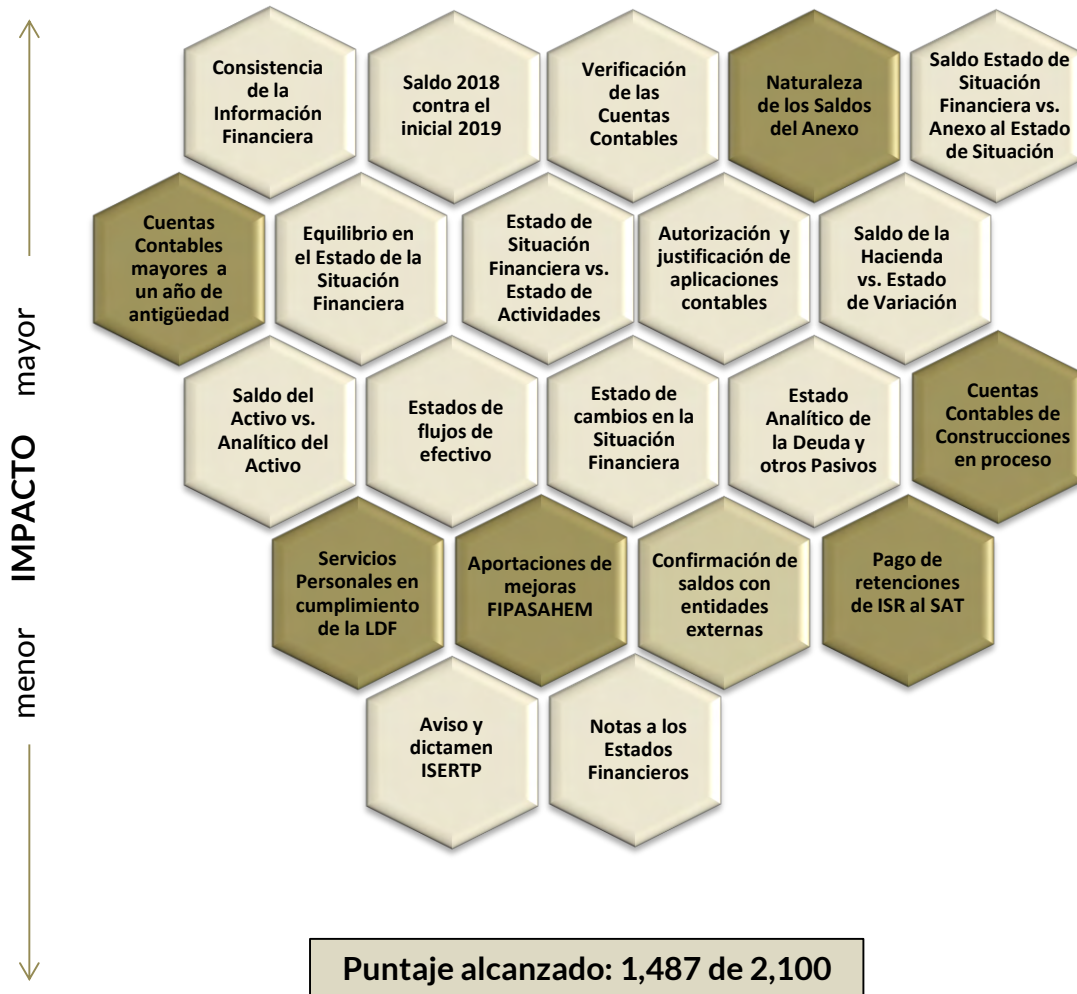 Consistencia
de la
Información
Financiera
Saldo 2018
contra el
inicial 2019
Verificación
de las
Cuentas
Contables
Naturaleza
de los Saldos
del Anexo
Saldo Estado de
Situación
Financiera vs.
Anexo al Estado
de Situación
Cuentas
Contables
mayores a
un año de
antigüedad
Equilibrio en
el Estado de la
Situación
Financiera
Estado de
Situación
Financiera vs.
Estado de
Actividades
Autorización y
justificación de
aplicaciones
contables
Saldo de la
Hacienda
vs. Estado
de Variación
Saldo del
Activo vs.
Analítico del
Activo
Estados de
flujos de
efectivo
Estado de
cambios en la
Situación
Financiera
Estado
Analítico de
la Deuda y
otros Pasivos
Cuentas
Contables de
Construcciones
en proceso
Servicios
Personales en
cumplimiento
de la LDF
Aportaciones de
mejoras
FIPASAHEM
Confirmación de
saldos con
entidades
externas
Pago de
retenciones
de ISR al SAT
Aviso y
dictamen
ISERTP
Notas a los
Estados
Financieros
menor IMPACTO mayor
Puntaje alcanzado: 1,487 de 2,100